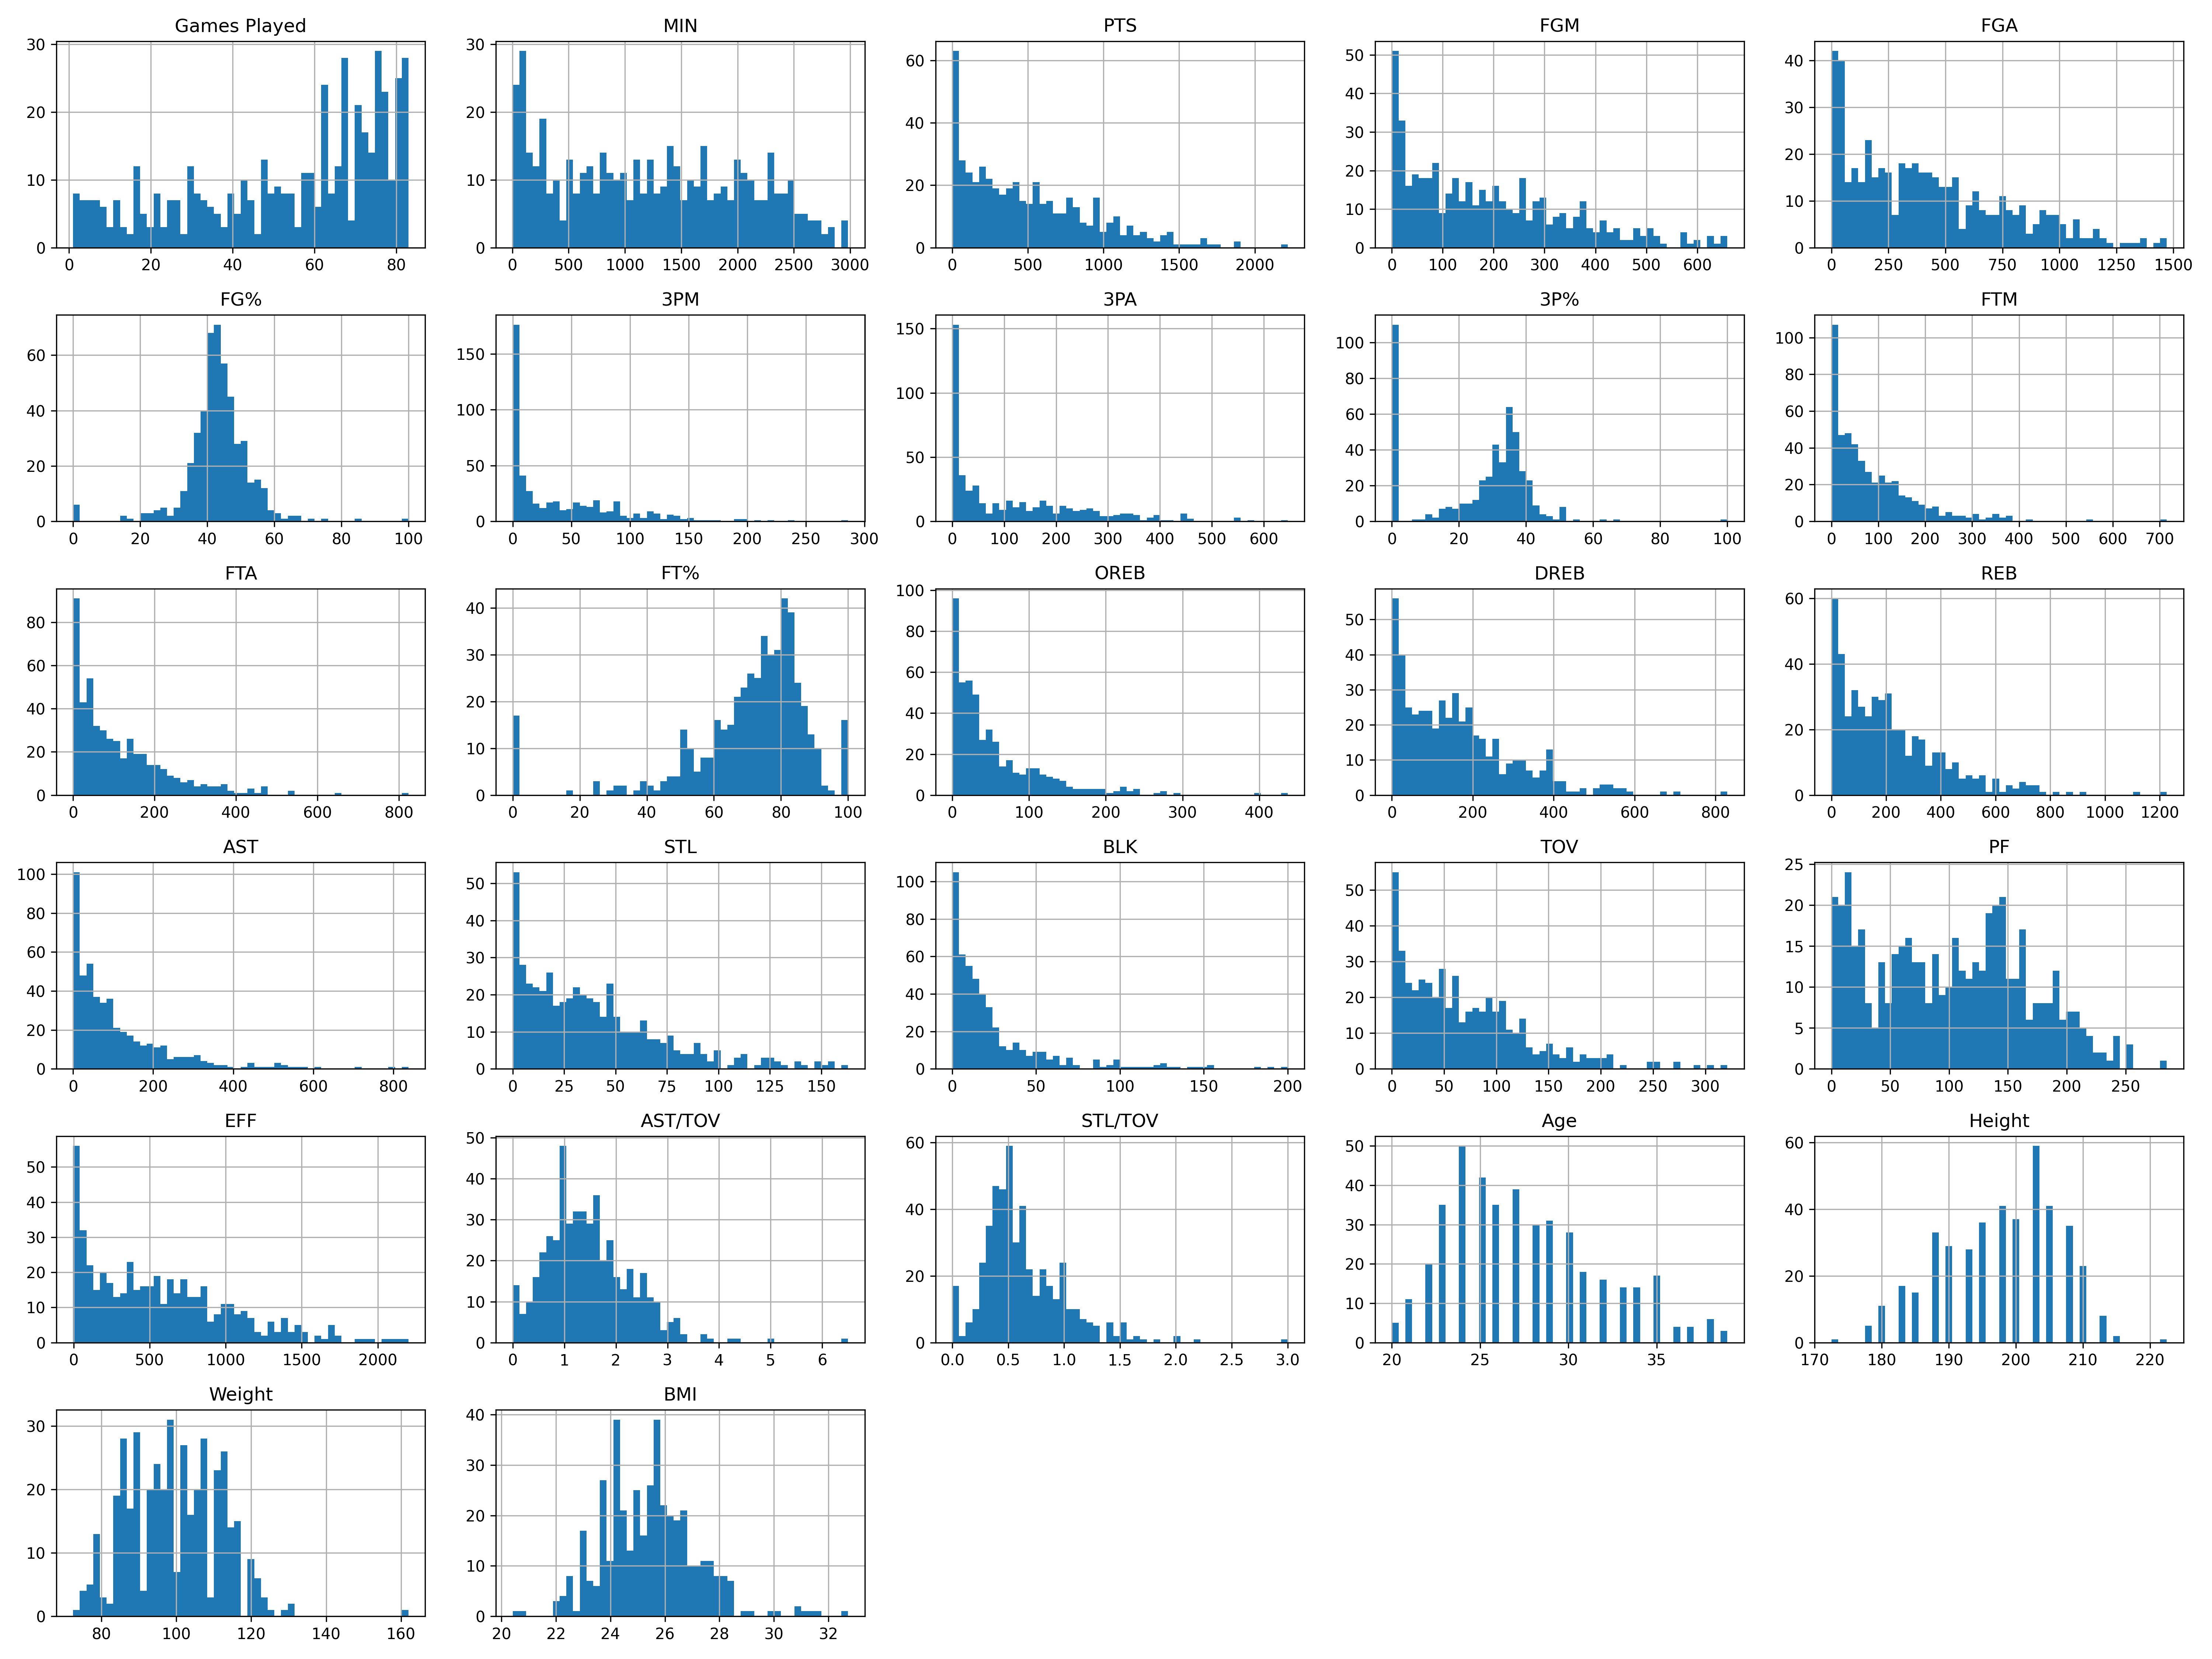 Games Played
30
20
10
0
0 20 40 60 80
MIN
30
20
10
0
0 500 1000 1500 2000 2500 3000
PTS
60
40
20
0
0 500 1000 1500 2000
FGM
50
40
30
20
10
0
0 100 200 300 400 500 600
FGA
40
30
20
10
0
0 250 500 750 1000 1250 1500
FG%
60
40
20
0
0 20 40 60 80 100
3PM
150
100
50
0
0 50 100 150 200 250 300
3PA
150
100
50
0
0 100 200 300 400 500 600
3P%
100
80
60
40
20
0
0 20 40 60 80 100
FTM
100
80
60
40
20
0
0 100 200 300 400 500 600 700
FTA
80
60
40
20
0
0 200 400 600 800
FT%
40
30
20
10
0
0 20 40 60 80 100
OREB
100
80
60
40
20
0
0 100 200 300 400
DREB
50
40
30
20
10
0
0 200 400 600 800
REB
60
40
20
0
0 200 400 600 800 1000 1200
AST
100
80
60
40
20
0
0 200 400 600 800
STL
50
40
30
20
10
0
0 25 50 75 100 125 150
BLK
100
80
60
40
20
0
0 50 100 150 200
TOV
50
40
30
20
10
0
0 50 100 150 200 250 300
PF
25
20
15
10
5
0
0 50 100 150 200 250
EFF
50
40
30
20
10
0
0 500 1000 1500 2000
AST/TOV
50
40
30
20
10
0
0 1 2 3 4 5 6
STL/TOV
60
40
20
0
0.0 0.5 1.0 1.5 2.0 2.5 3.0
Age
50
40
30
20
10
0
20 25 30 35
Height
60
40
20
0
170 180 190 200 210 220
Weight
30
20
10
0
80 100 120 140 160
BMI
40
30
20
10
0
20 22 24 26 28 30 32